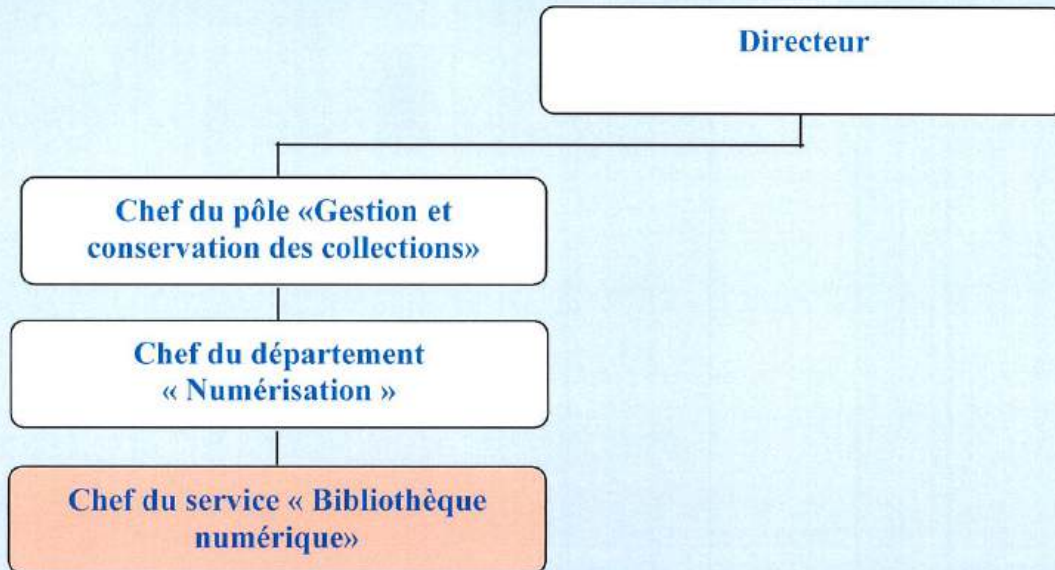 Directeur
Chef du pôle «Gestion et
conservation des collections»
Chef du département
« Numérisation »
Chef du service « Bibliothèque
numérique»